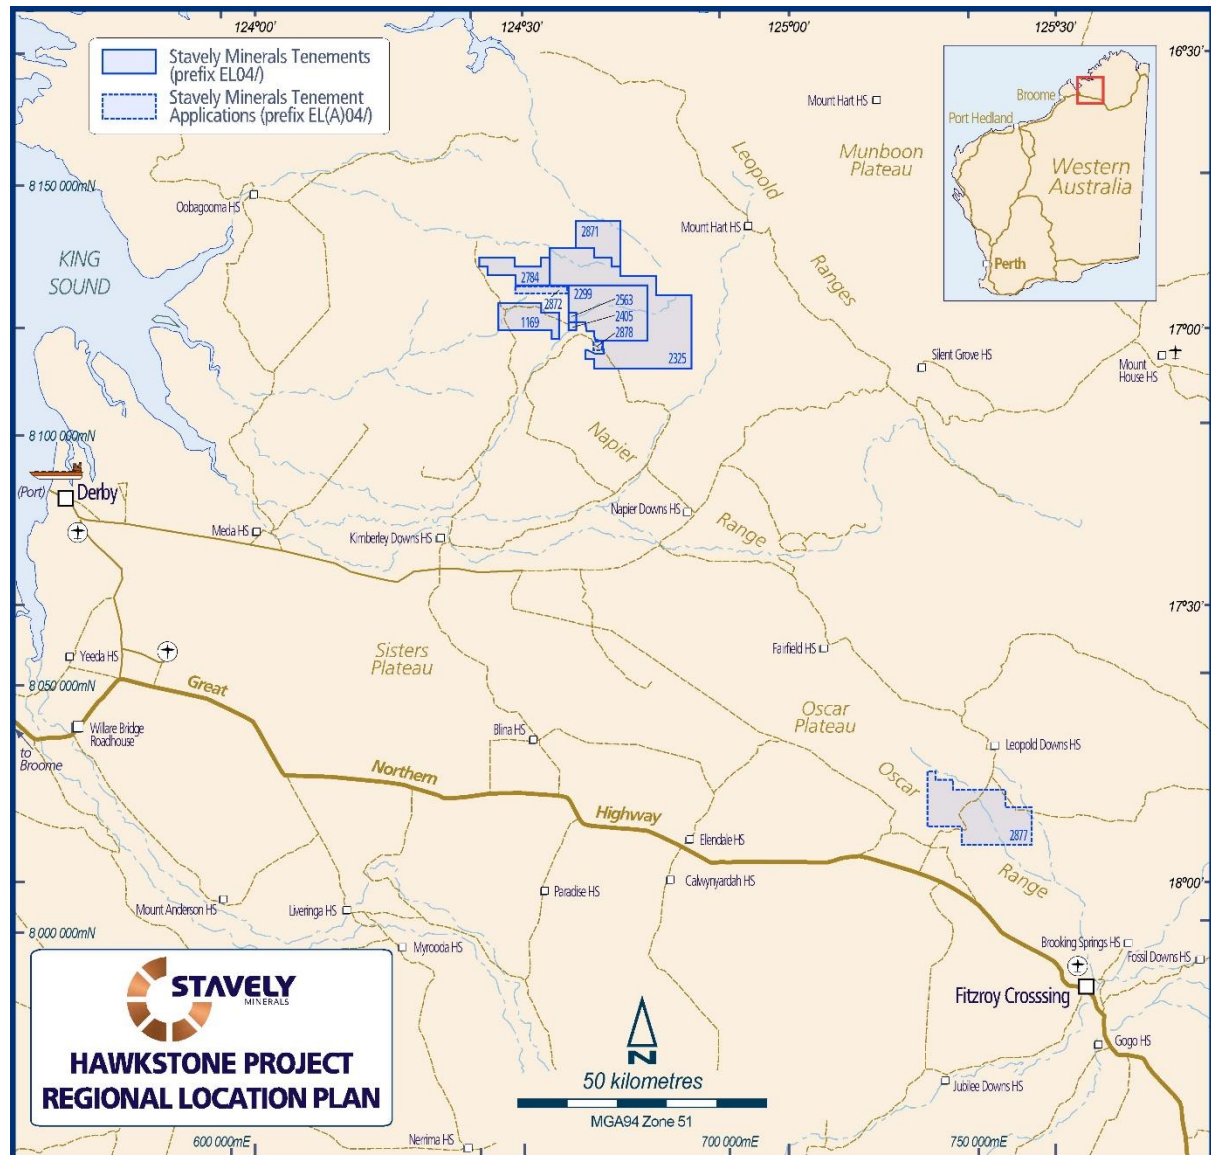 124°00'
124°30'
125°00'
125°30'
16°30'
Stavely Minerals Tenements
(prefix EL04/)
Stavely Minerals Tenement
Applications (prefix EL(A)04/)
Mount Hart HS
Munboon
Plateau
Leopold
Ranges
Broome
Port Hedland
Western
Australia
Perth
8 150 000mN
Oobagooma HS
KING
SOUND
Mount Hart HS
2871
2784
2872
2299
2563
2405
2878
1169
2325
17°00'
Silent Grove HS
Mount
House HS
8 100 000mN
(Port)
Derby
Napier
Range
Meda HS
Kimberley Downs HS
Napier Downs HS
17°30'
Sisters
Plateau
Fairfield HS
Yeeda HS
8 050 000mN
Great
Northern
Highway
Willare Bridge
Roadhouse
to
Broome
Blina HS
Oscar
Plateau
Leopold Downs HS
Oscar
Range
2877
Elendale HS
Calwynyardah HS
Paradise HS
18°00'
Mount Anderson HS
Liveringa HS
8 000 000mN
Myrooda HS
Brooking Springs HS
Fossil Downs HS
Fitzroy Crosssing
Gogo HS
Jubilee Downs HS
STAVELY
MINERALS
HAWKSTONE PROJECT
REGIONAL LOCATION PLAN
N
50 kilometres
MGA94 Zone 51
Nerrima HS
600 000mE
700 000mE
750 000mE